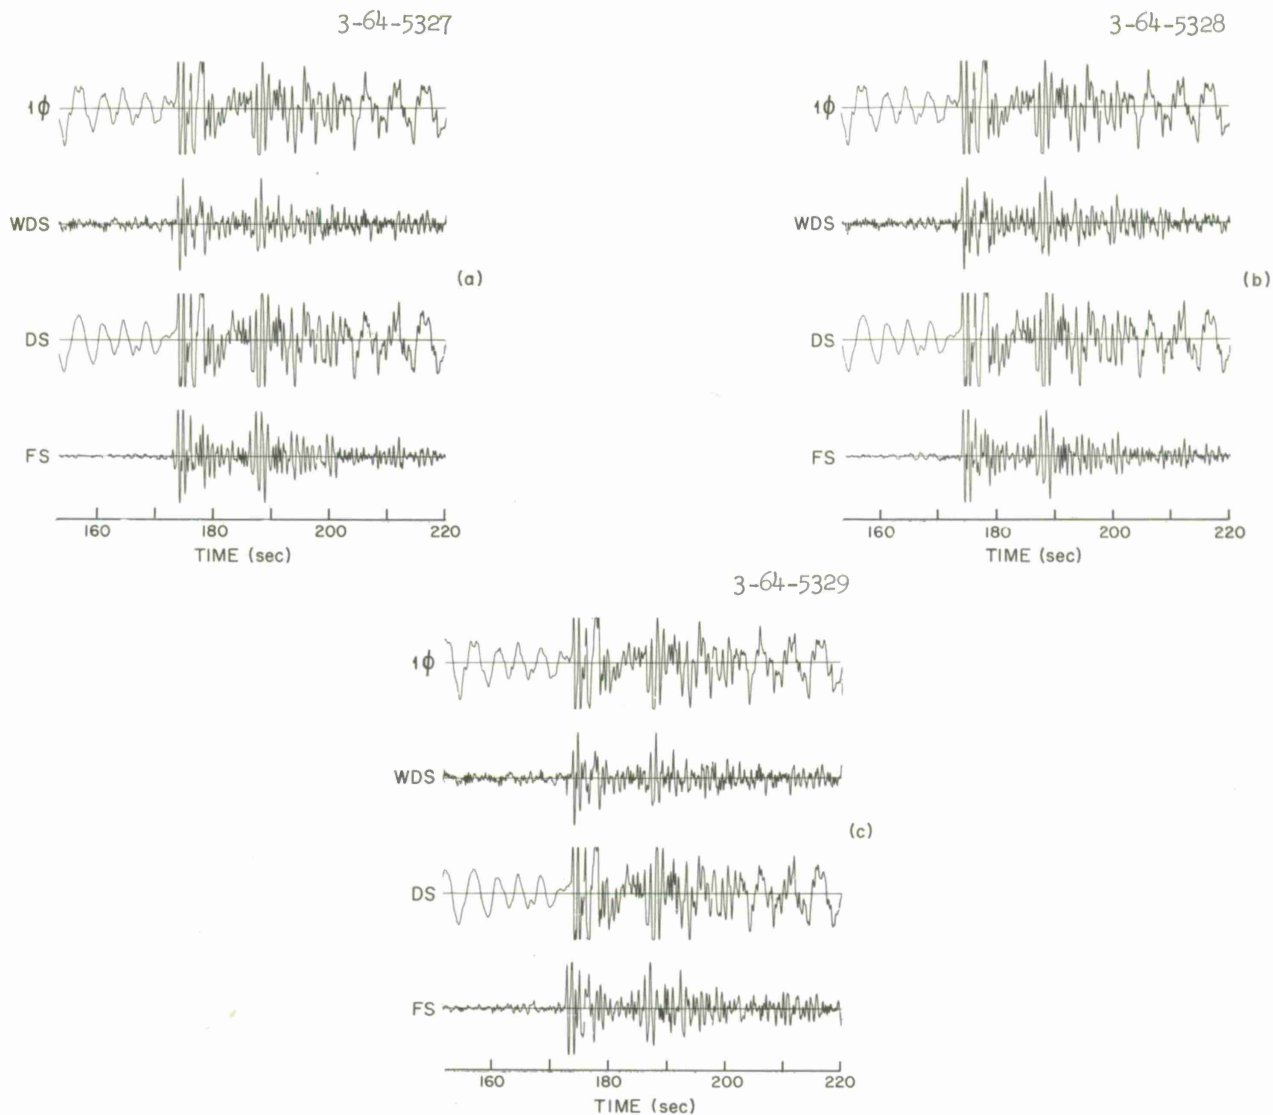 3-64-5327
1ϕ
WDS
(a)
DS
FS
160 180 200 220
TIME (sec)
3-64-5328
1ϕ
WDS
(b)
DS
FS
160 180 200 220
TIME (sec)
3-64-5329
1ϕ
WDS
(c)
DS
FS
160 180 200 220
TIME (sec)